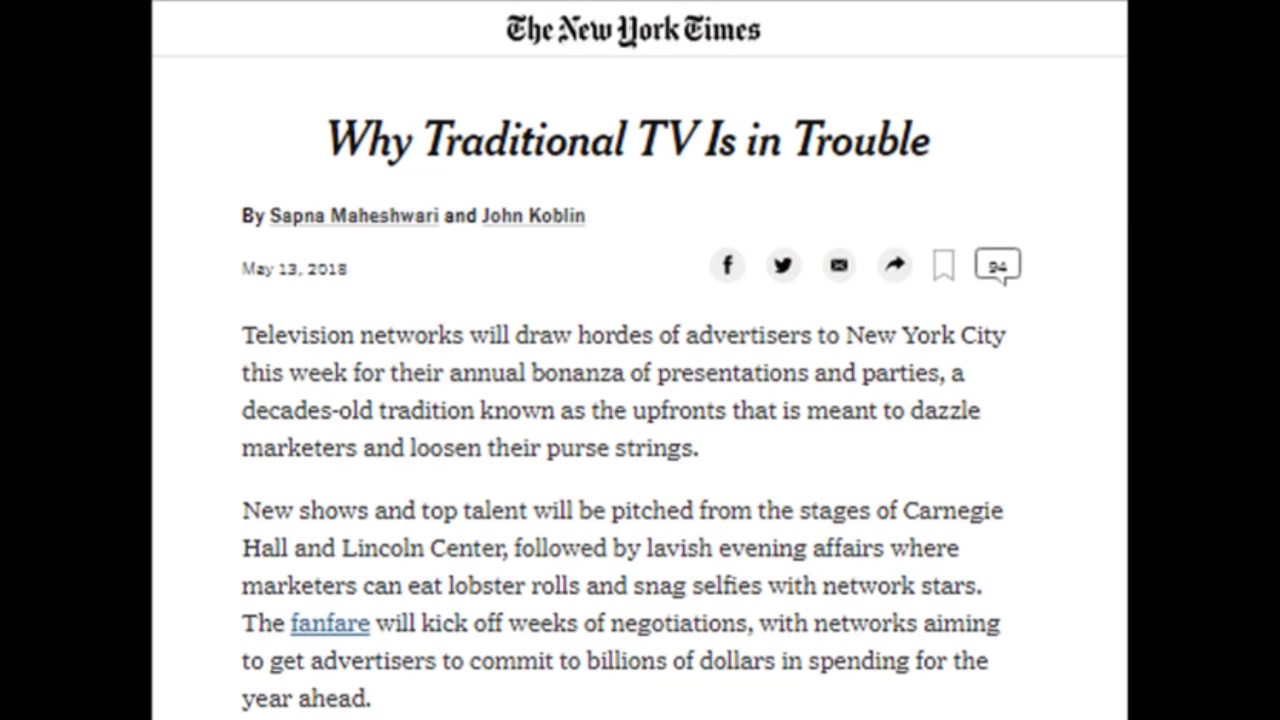 The New York Times
Why Traditional TV Is in Trouble
By Sapna Maheshwari and John Koblin
May 13, 2018
94
Television networks will draw hordes of advertisers to New York City
this week for their annual bonanza of presentations and parties, a
decades-old tradition known as the upfronts that is meant to dazzle
marketers and loosen their purse strings.
New shows and top talent will be pitched from the stages of Carnegie
Hall and Lincoln Center, followed by lavish evening affairs where
marketers can eat lobster rolls and snag selfies with network stars.
The fanfare will kick off weeks of negotiations, with networks aiming
to get advertisers to commit to billions of dollars in spending for the
year ahead.